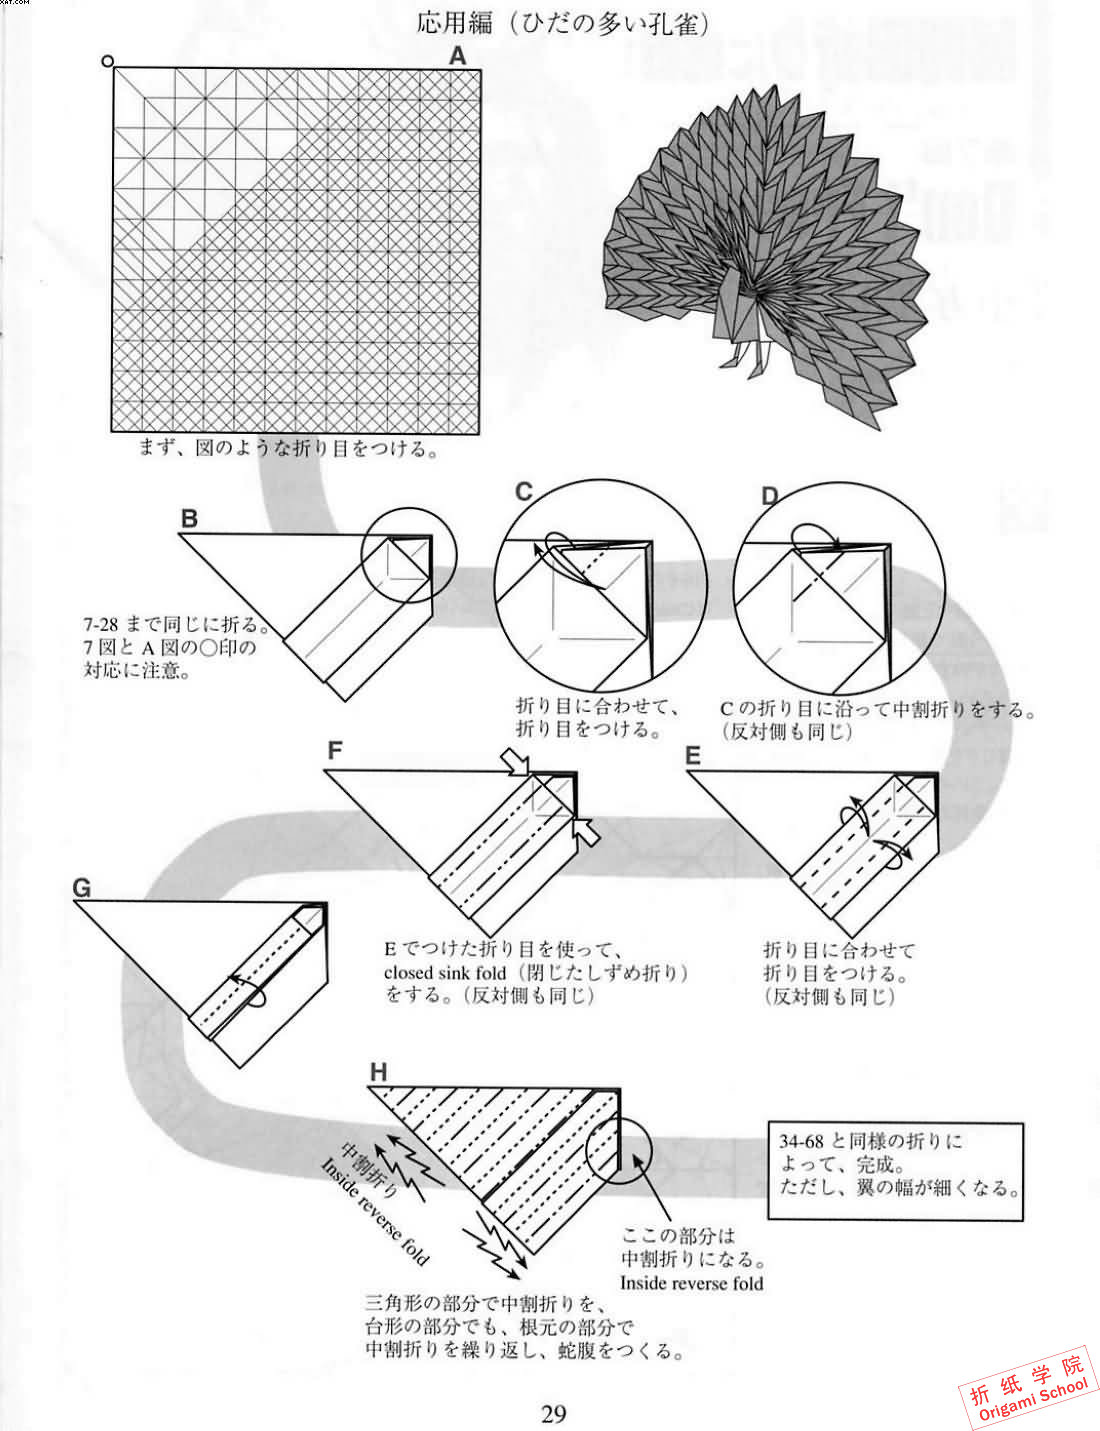 XAT.COM
応用編（ひだの多い孔雀）
A
まず、図のような折り目をつける。
B
7-28 まで同じに折る。
7 図と A 図の○印の
対応に注意。
C
折り目に合わせて、
折り目をつける。
D
C の折り目に沿って中割折りをする。
（反対側も同じ）
E
折り目に合わせて
折り目をつける。
（反対側も同じ）
F
E でつけた折り目を使って、
closed sink fold（閉じたしずめ折り）
をする。（反対側も同じ）
G
H
中割折り
Inside reverse fold
ここの部分は
中割折りになる。
Inside reverse fold
三角形の部分で中割折りを、
台形の部分でも、根元の部分で
中割折りを繰り返し、蛇腹をつくる。
34-68 と同様の折りに
よって、完成。
ただし、翼の幅が細くなる。
29
折纸学院
Origami School